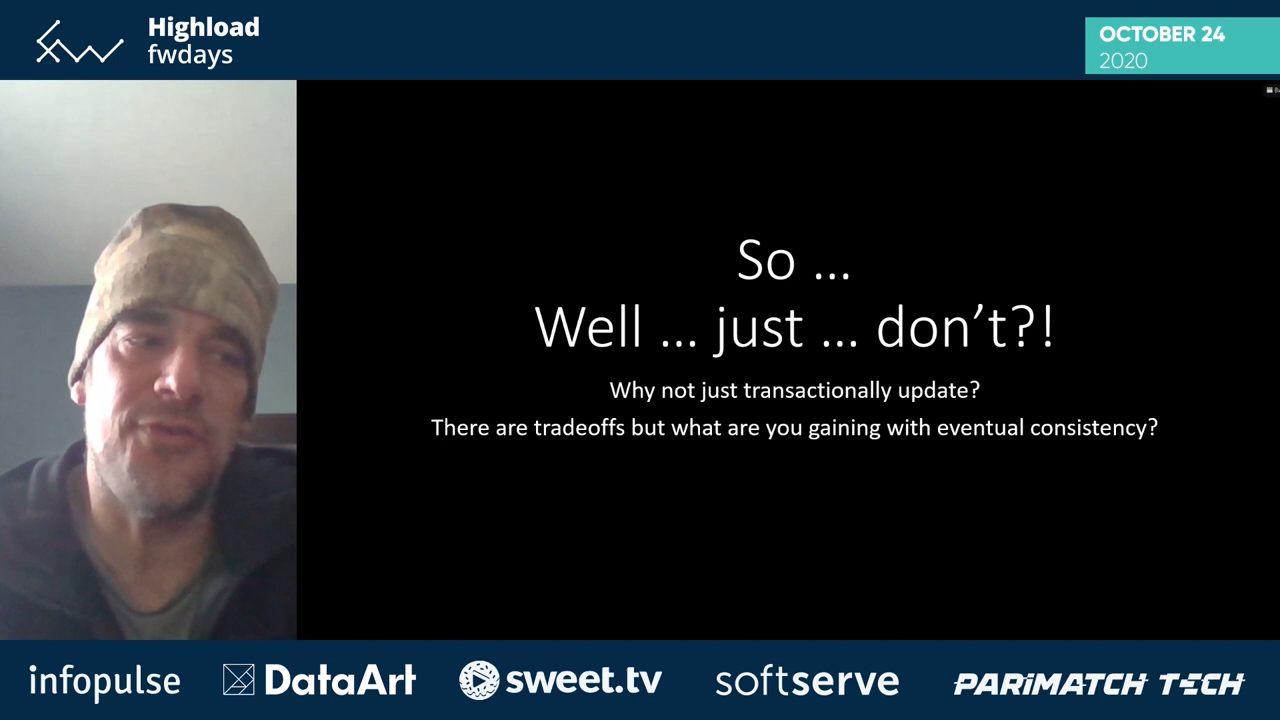 Highload
fwdays
OCTOBER 24
2020
So …
Well … just … don’t?!
Why not just transactionally update?
There are tradeoffs but what are you gaining with eventual consistency?
infopulse
DataArt
sweet.tv
softserve
PARIMATCH TECH